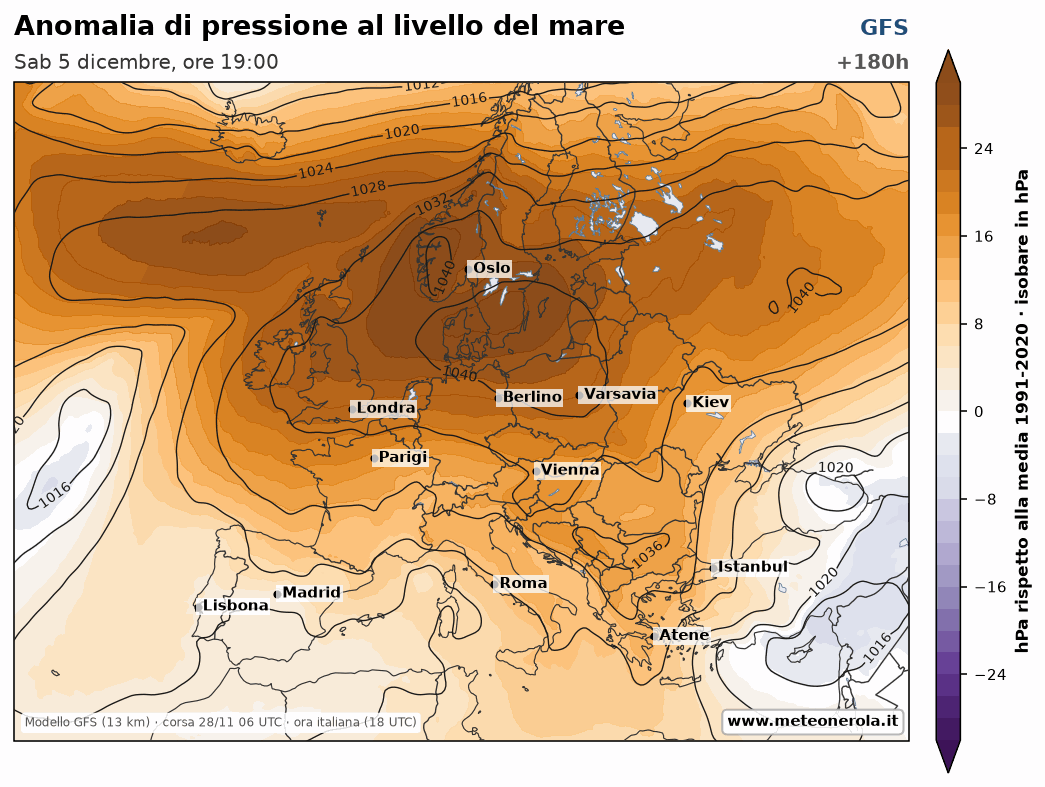 Anomalia di pressione al livello del mare
GFS
Sab 5 dicembre, ore 19:00
+180h
1012
1016
1020
1024
1028
1032
1040
Oslo
1040
1040
Londra
Berlino
Varsavia
Kiev
20
Parigi
Vienna
1020
1016
1036
Istanbul
1020
Roma
Madrid
Lisbona
Atene
1016
Modello GFS (13 km) · corsa 28/11 06 UTC · ora italiana (18 UTC)
www.meteonerola.it
24
16
8
0
−8
−16
−24
hPa rispetto alla media 1991-2020 · isobare in hPa